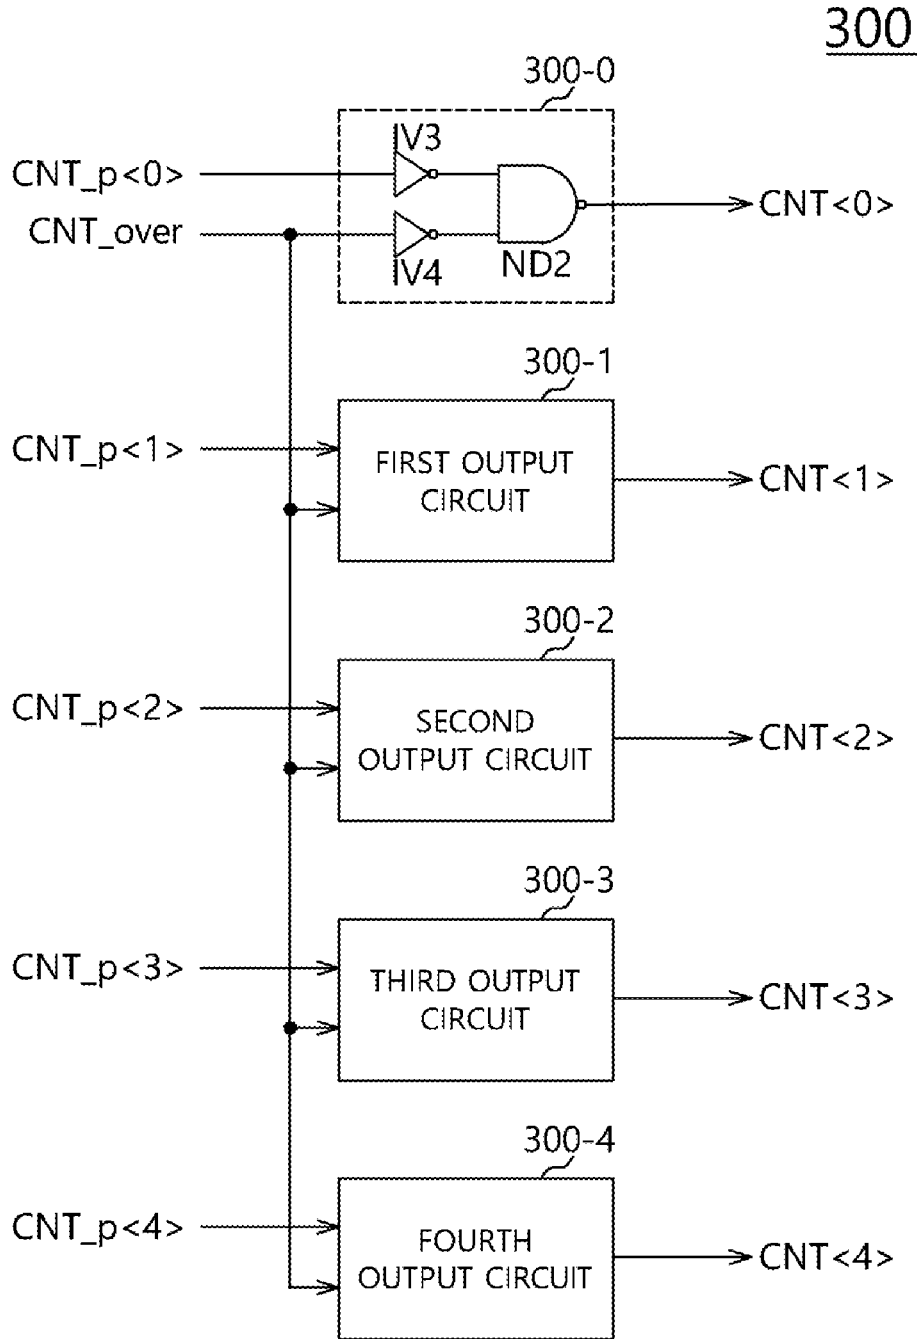 300
300-0
IV3
CNT_p<0>
CNT<0>
CNT_over
IV4
ND2
300-1
CNT_p<1>
FIRST OUTPUT
CIRCUIT
CNT<1>
300-2
CNT_p<2>
SECOND
OUTPUT CIRCUIT
CNT<2>
300-3
CNT_p<3>
THIRD OUTPUT
CIRCUIT
CNT<3>
300-4
CNT_p<4>
FOURTH
OUTPUT CIRCUIT
CNT<4>